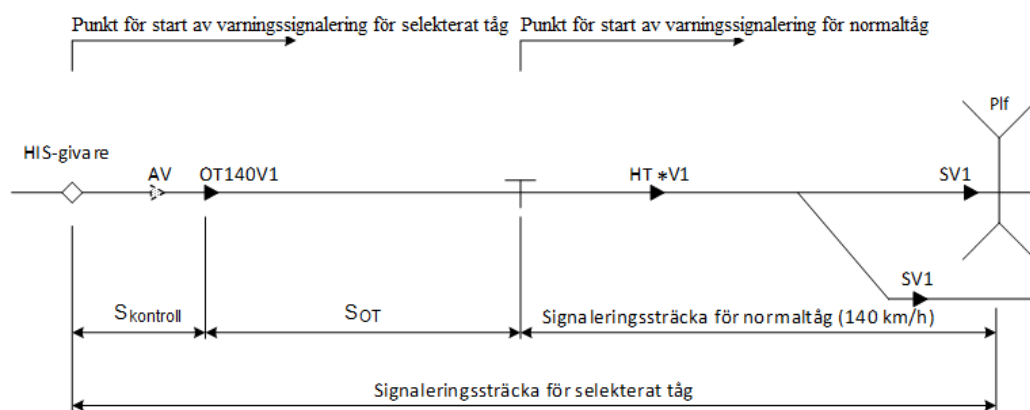 Punkt för start av varningssignalering för selekterat tåg
Punkt för start av varningssignalering för normaltåg
Plf
HIS-givare
AV
OT140V1
HT *V1
SV1
SV1
Skontroll
SOT
Signaleringssträcka för normaltåg (140 km/h)
Signaleringssträcka för selekterat tåg